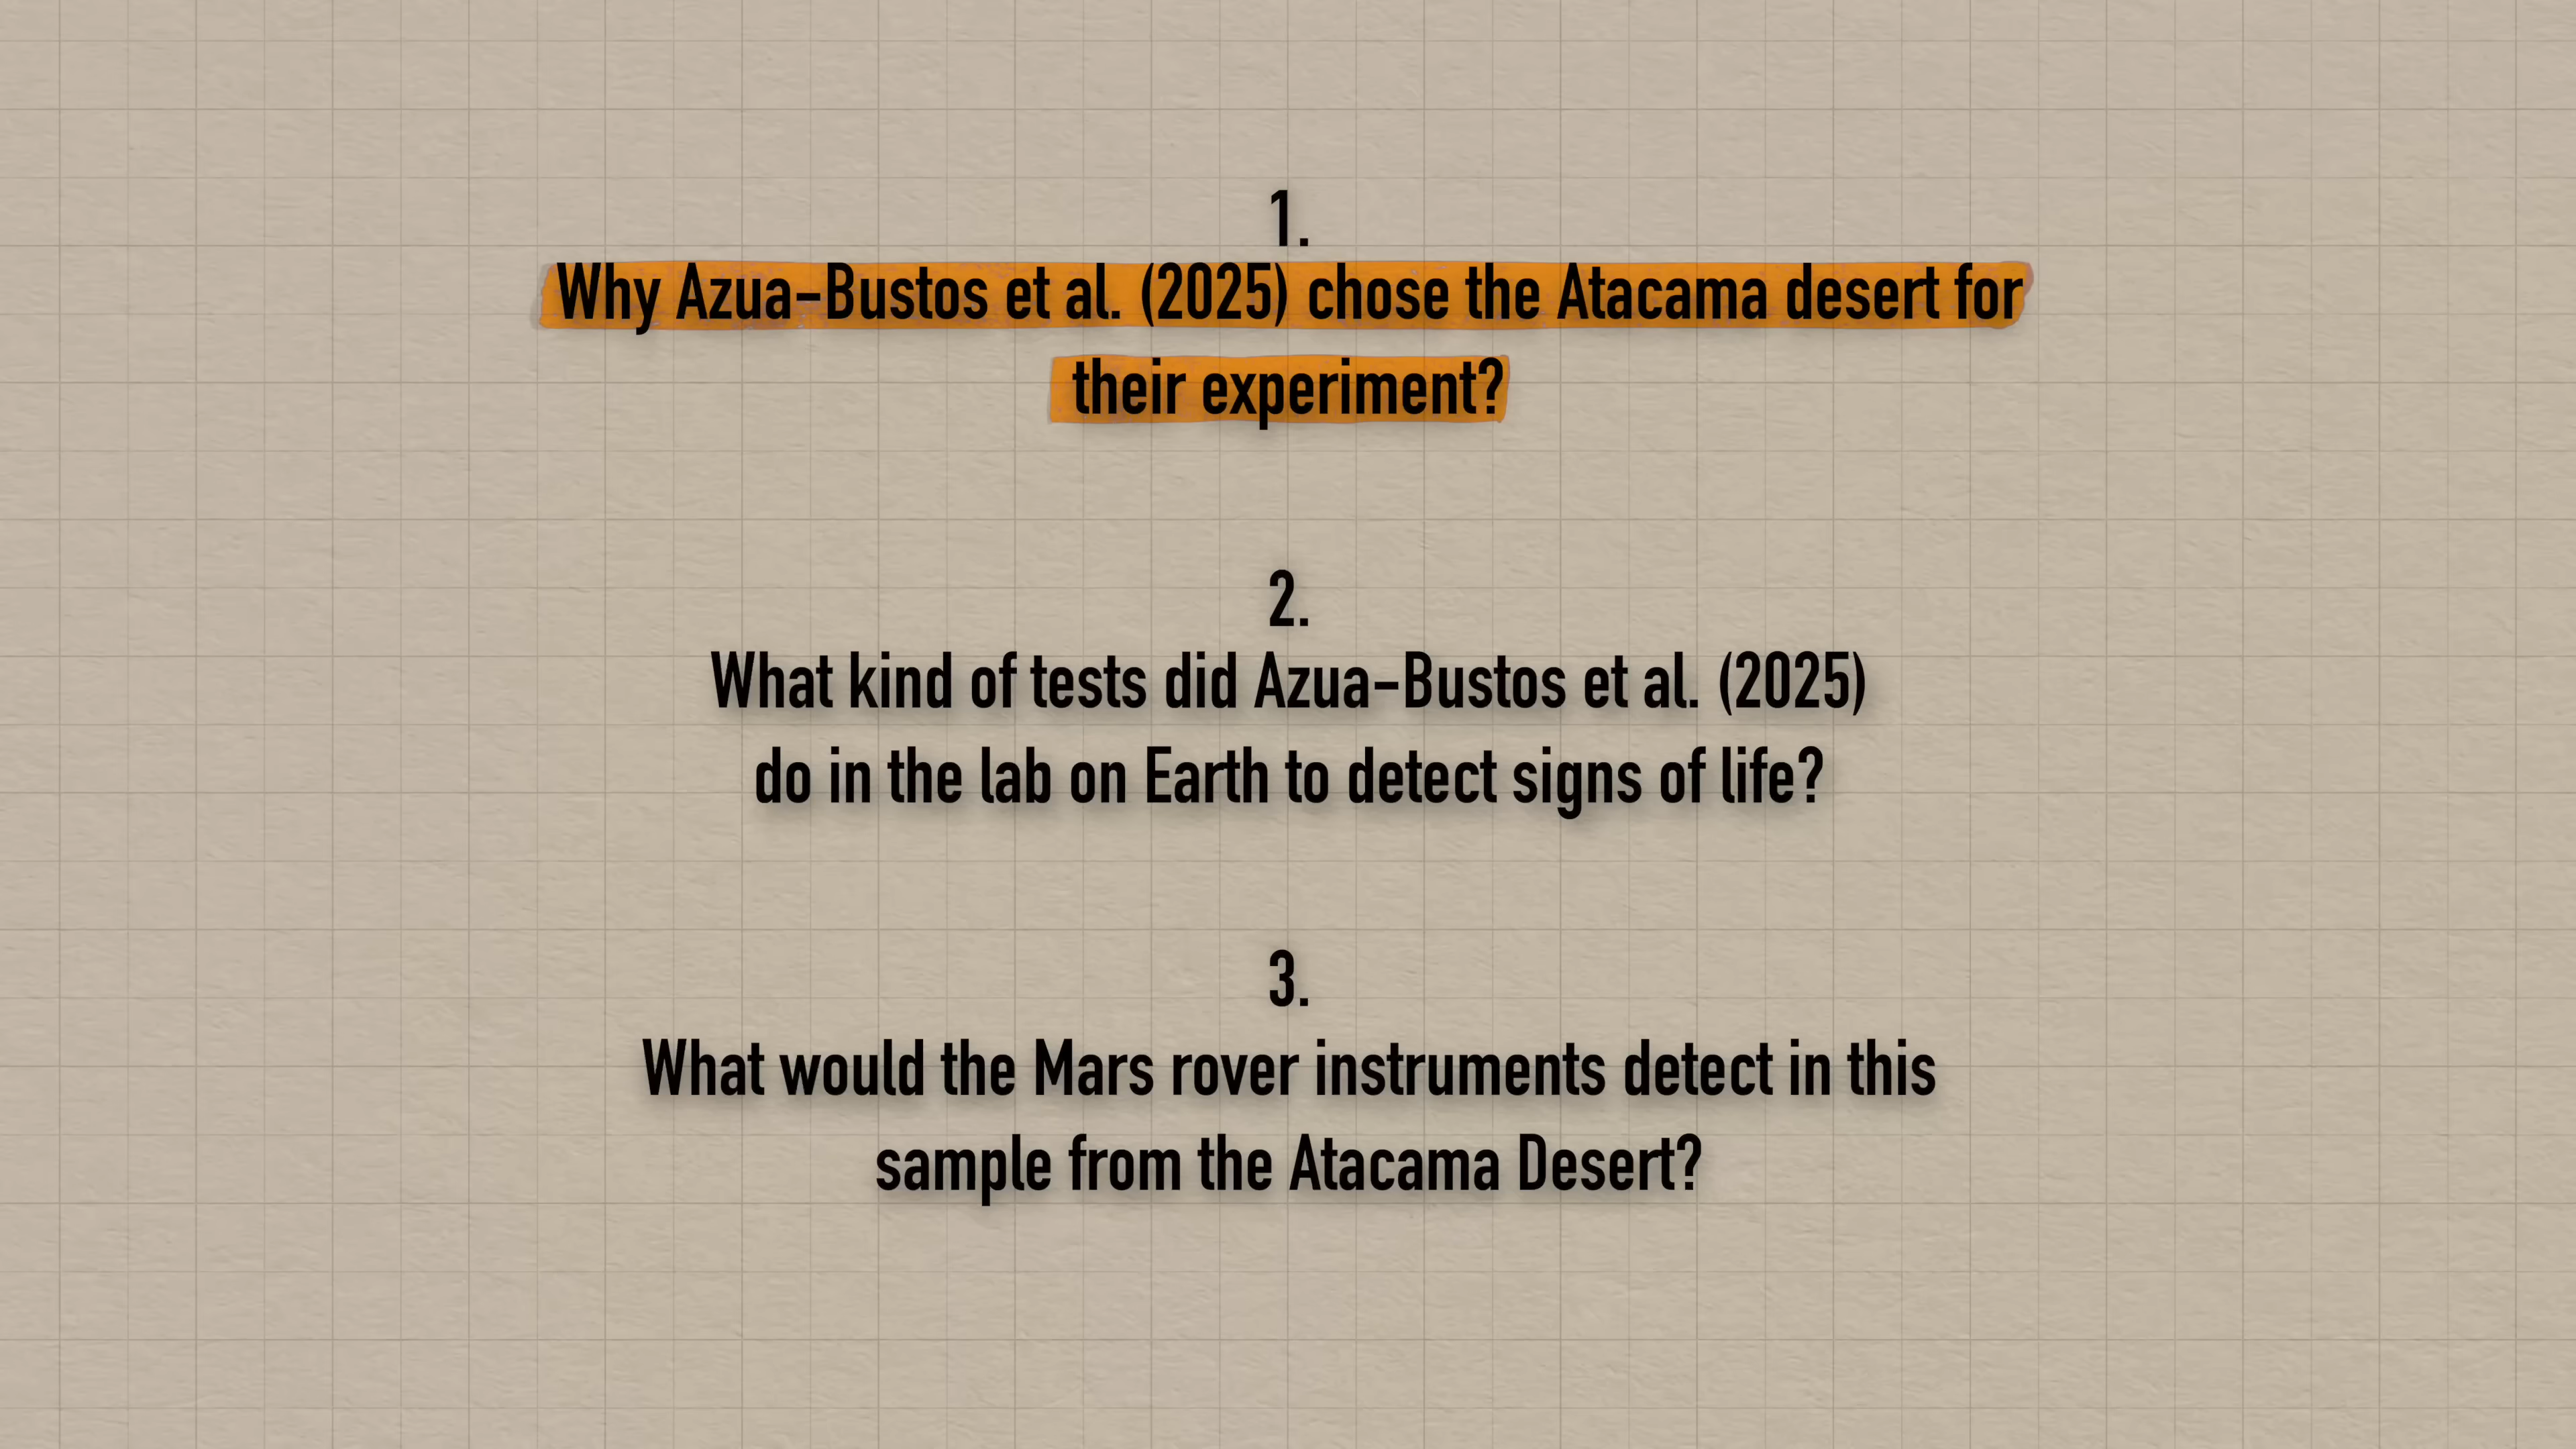 1.
Why Azua-Bustos et al. (2025) chose the Atacama desert for
their experiment?
2.
What kind of tests did Azua-Bustos et al. (2025)
do in the lab on Earth to detect signs of life?
3.
What would the Mars rover instruments detect in this
sample from the Atacama Desert?